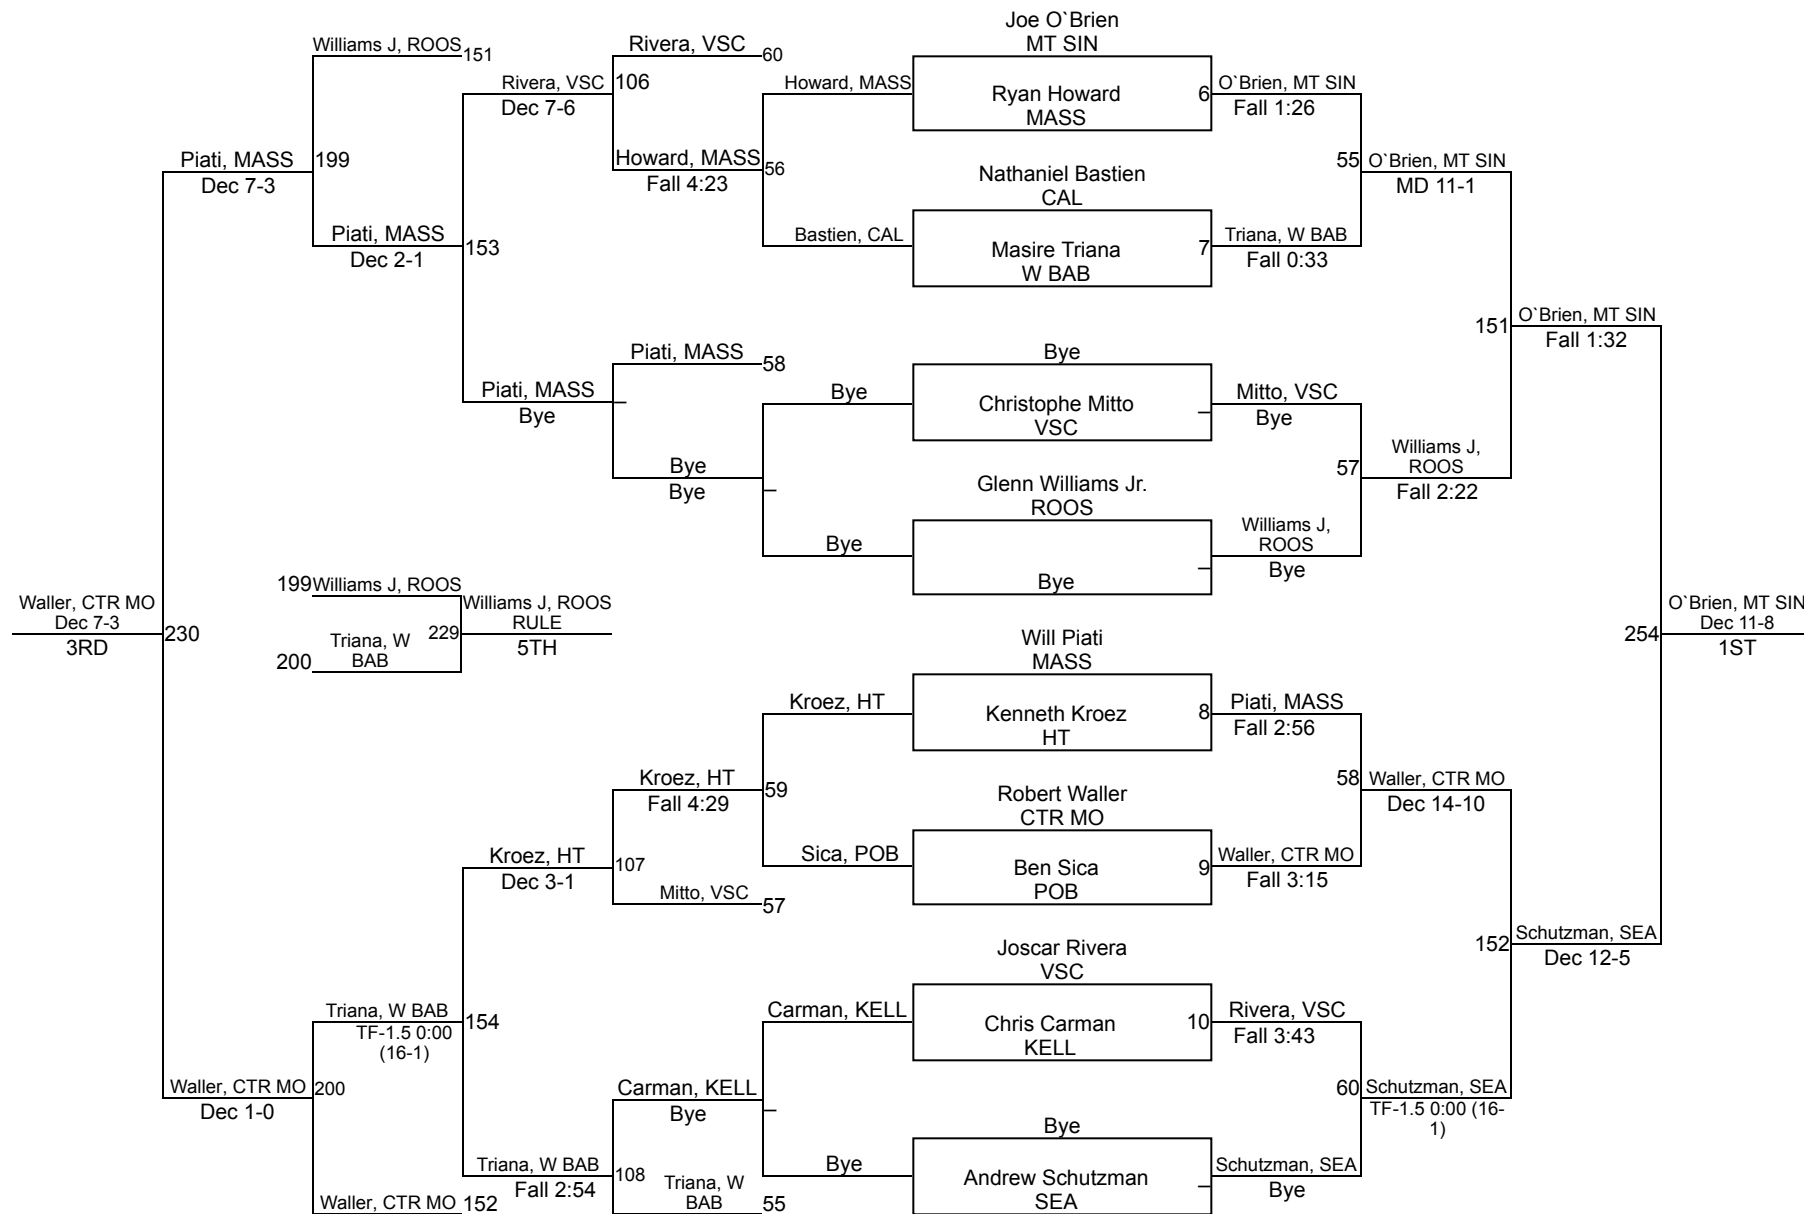 Joe O`Brien
MT SIN
Williams J, ROOS
151
Rivera, VSC
60
Rivera, VSC
106
Dec 7-6
Howard, MASS
Ryan Howard
MASS
6
O`Brien, MT SIN
Fall 1:26
Piati, MASS
199
Dec 7-3
Howard, MASS
56
Fall 4:23
Nathaniel Bastien
CAL
55
O`Brien, MT SIN
MD 11-1
Piati, MASS
153
Dec 2-1
Bastien, CAL
Masire Triana
W BAB
7
Triana, W BAB
Fall 0:33
151
O`Brien, MT SIN
Fall 1:32
Piati, MASS
58
Bye
Piati, MASS
–
Bye
Bye
Christophe Mitto
VSC
–
Mitto, VSC
Bye
Bye
Bye
–
Glenn Williams Jr.
ROOS
57
Williams J,
ROOS
Fall 2:22
Bye
Bye
–
Williams J,
ROOS
Bye
199
Williams J, ROOS
Williams J, ROOS
RULE
229
5TH
200
Triana, W
BAB
Waller, CTR MO
Dec 7-3
230
3RD
254
O`Brien, MT SIN
Dec 11-8
1ST
Will Piati
MASS
Kroez, HT
Kenneth Kroez
HT
8
Piati, MASS
Fall 2:56
Kroez, HT
59
Fall 4:29
Robert Waller
CTR MO
58
Waller, CTR MO
Dec 14-10
Kroez, HT
107
Dec 3-1
Sica, POB
Ben Sica
POB
9
Waller, CTR MO
Fall 3:15
Mitto, VSC
57
Joscar Rivera
VSC
152
Schutzman, SEA
Dec 12-5
Triana, W BAB
154
TF-1.5 0:00
(16-1)
Carman, KELL
Chris Carman
KELL
10
Rivera, VSC
Fall 3:43
Waller, CTR MO
200
Dec 1-0
Carman, KELL
–
Bye
60
Schutzman, SEA
TF-1.5 0:00 (16-
1)
Bye
Triana, W BAB
108
Fall 2:54
Bye
Andrew Schutzman
SEA
–
Schutzman, SEA
Bye
Waller, CTR MO
152
Triana, W
BAB
55